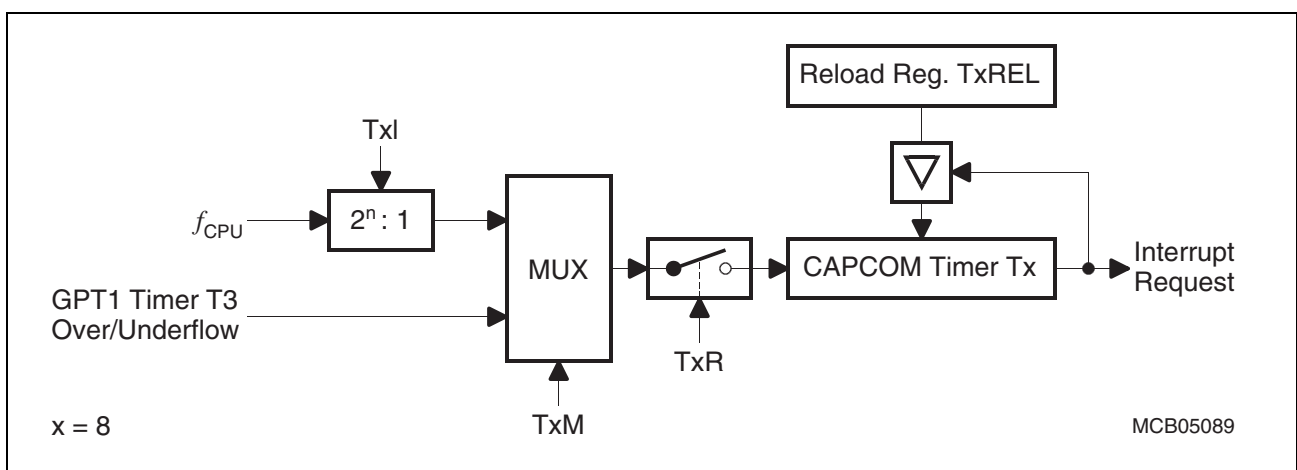 Reload Reg. TxREL
TxI
fCPU
2ⁿ : 1
MUX
CAPCOM Timer Tx
Interrupt
Request
GPT1 Timer T3
Over/Underflow
TxR
TxM
x = 8
MCB05089